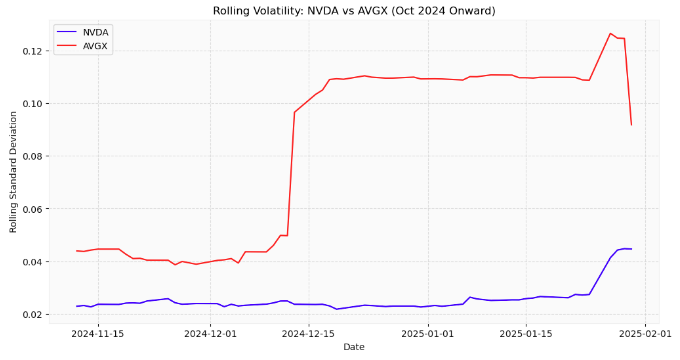 Rolling Volatility: NVDA vs AVGX (Oct 2024 Onward)
NVDA
AVGX
0.12
0.10
0.08
0.06
0.04
0.02
Rolling Standard Deviation
2024-11-15
2024-12-01
2024-12-15
2025-01-01
2025-01-15
2025-02-01
Date